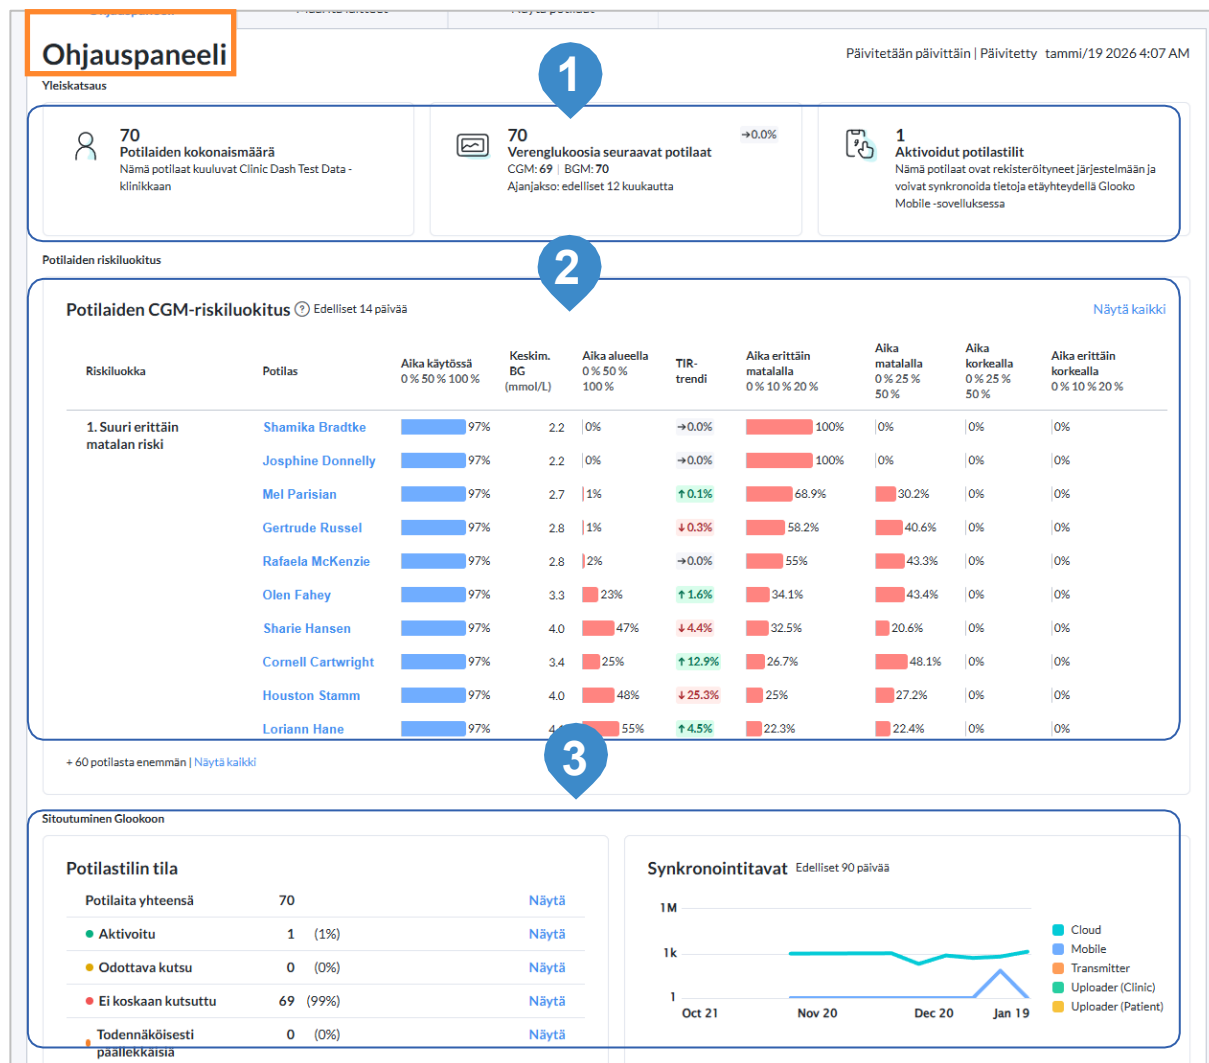 Ohjauspaneeli
Päivitetään päivittäin | Päivitetty tammi/19 2026 4:07 AM
Yleiskatsaus
1
70
Potilaiden kokonaismäärä
Nämä potilaat kuuluvat Clinic Dash Test Data -
klinikkaan
70
→0.0%
Verenglukoosia seuraavat potilaat
CGM: 69 | BGM: 70
Ajanjakso: edelliset 12 kuukautta
1
Aktivoidut potilastilit
Nämä potilaat ovat rekisteröityneet järjestelmään ja
voivat synkronoida tietoja etäyhteydellä Glooko
Mobile -sovelluksessa
Potilaiden riskiluokitus
2
Potilaiden CGM-riskiluokitus ? Edelliset 14 päivää
Näytä kaikki
Riskiluokka
Potilas
Aika käytössä
0 % 50 % 100 %
Keskim.
BG
(mmol/L)
Aika alueella
0 % 50 %
100 %
TIR-
trendi
Aika erittäin
matalalla
0 % 10 % 20 %
Aika
matalalla
0 % 25 %
50 %
Aika
korkealla
0 % 25 %
50 %
Aika erittäin
korkealla
0 % 10 % 20 %
1. Suuri erittäin
matalan riski
Shamika Bradtke 97% 2.2 0% →0.0% 100% 0% 0% 0%
Josphine Donnelly 97% 2.2 0% →0.0% 100% 0% 0% 0%
Mel Parisian 97% 2.7 1% ↑0.1% 68.9% 30.2% 0% 0%
Gertrude Russel 97% 2.8 1% ↓0.3% 58.2% 40.6% 0% 0%
Rafaela McKenzie 97% 2.8 2% →0.0% 55% 43.3% 0% 0%
Olen Fahey 97% 3.3 23% ↑1.6% 34.1% 43.4% 0% 0%
Sharie Hansen 97% 4.0 47% ↓4.4% 32.5% 20.6% 0% 0%
Cornell Cartwright 97% 3.4 25% ↑12.9% 26.7% 48.1% 0% 0%
Houston Stamm 97% 4.0 48% ↓25.3% 25% 27.2% 0% 0%
Loriann Hane 97% 55% ↑4.5% 22.3% 22.4% 0% 0%
3
+ 60 potilasta enemmän | Näytä kaikki
Sitoutuminen Glookoon
Potilastilin tila
Potilaita yhteensä 70 Näytä
Aktivoitu 1 (1%) Näytä
Odottava kutsu 0 (0%) Näytä
Ei koskaan kutsuttu 69 (99%) Näytä
Todennäköisesti 0 (0%) Näytä
päällekkäisiä
Synkronointitavat Edelliset 90 päivää
1M
1k
1
Oct 21 Nov 20 Dec 20 Jan 19
Cloud
Mobile
Transmitter
Uploader (Clinic)
Uploader (Patient)